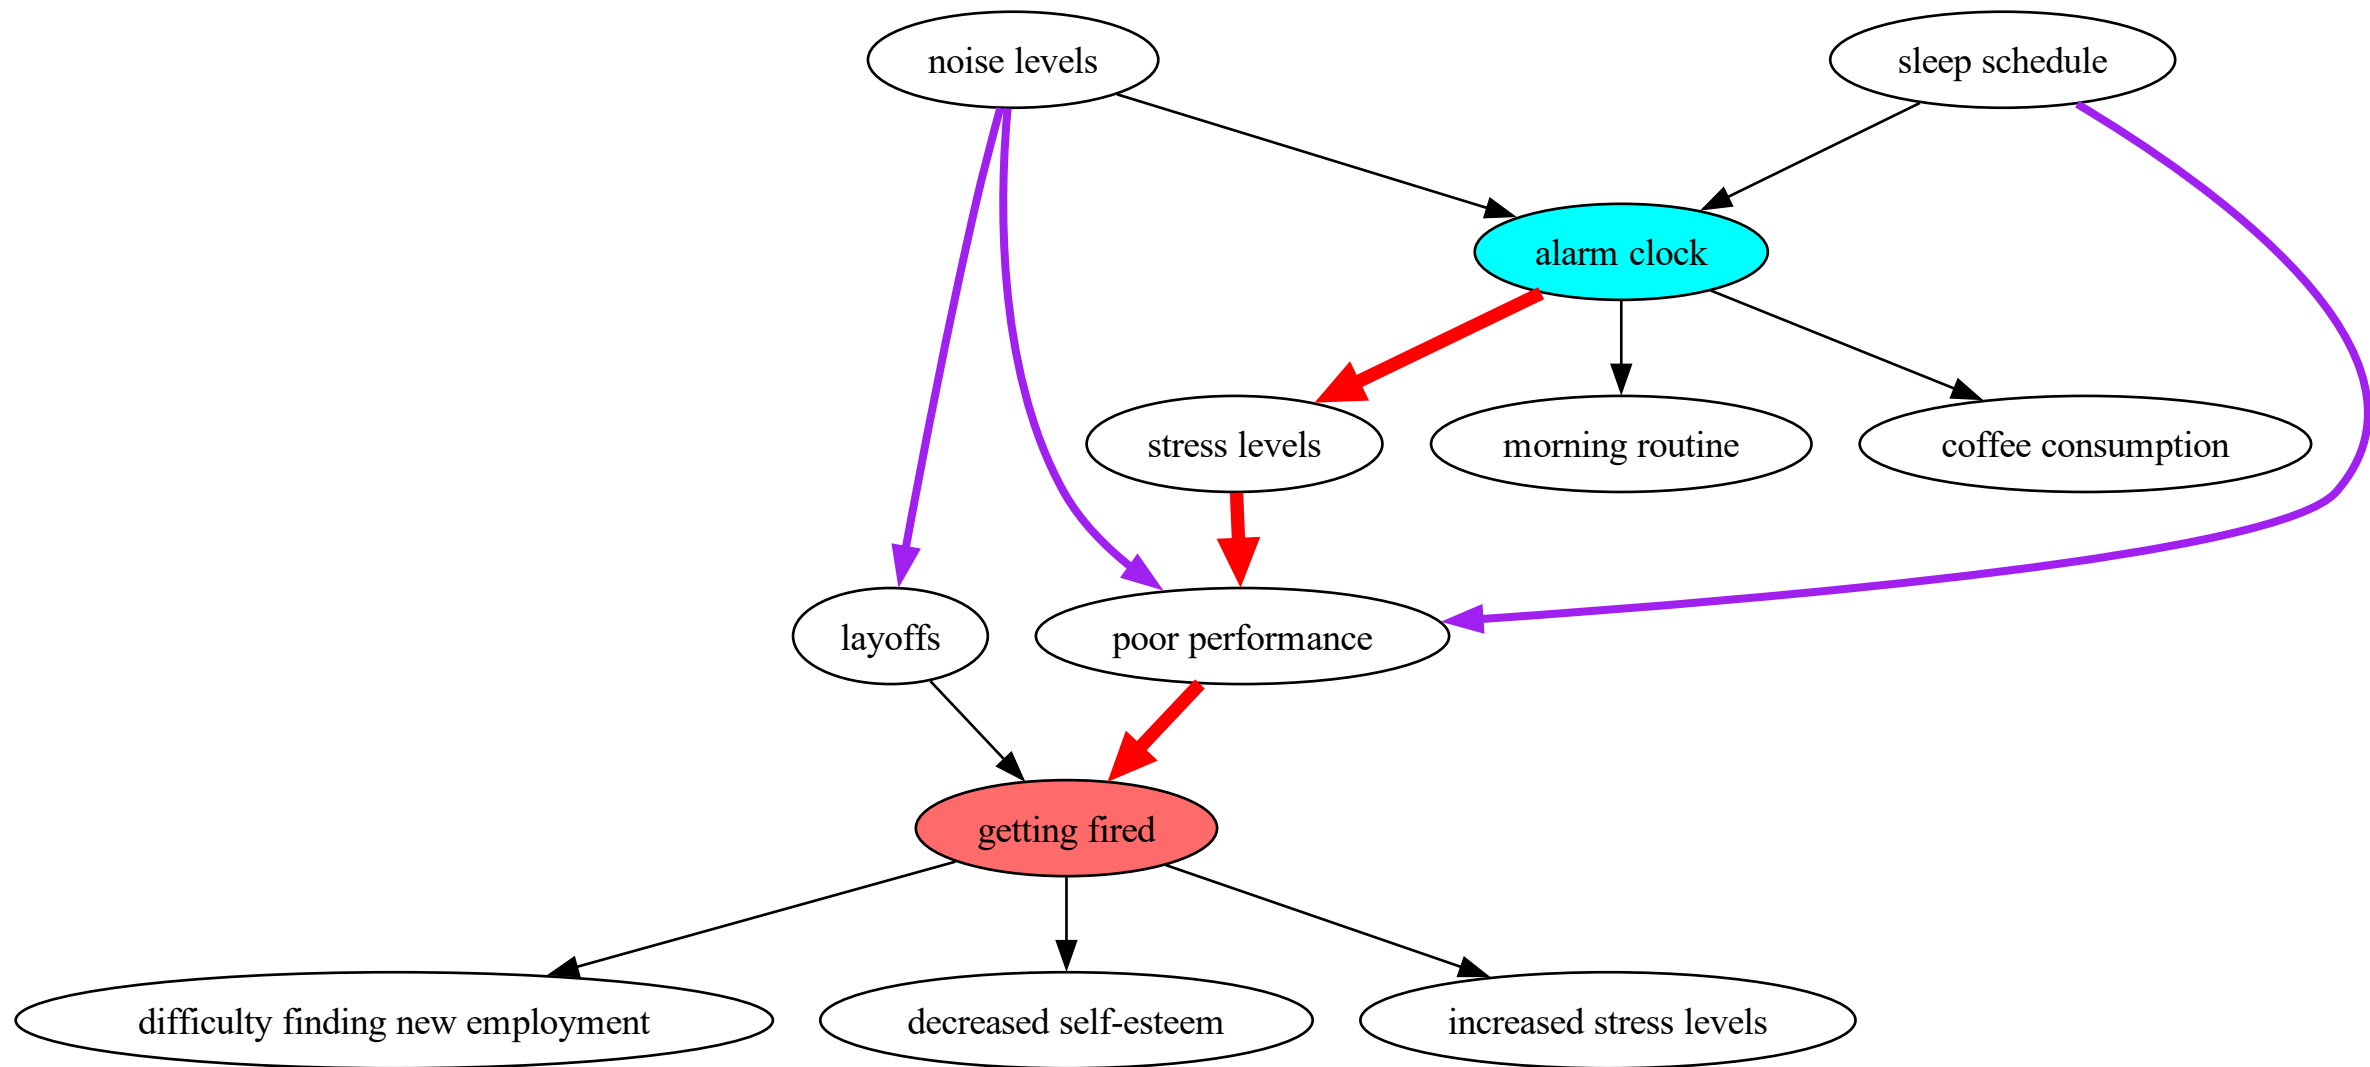 noise levels
sleep schedule
alarm clock
stress levels
morning routine
coffee consumption
layoffs
poor performance
getting fired
difficulty finding new employment
decreased self-esteem
increased stress levels